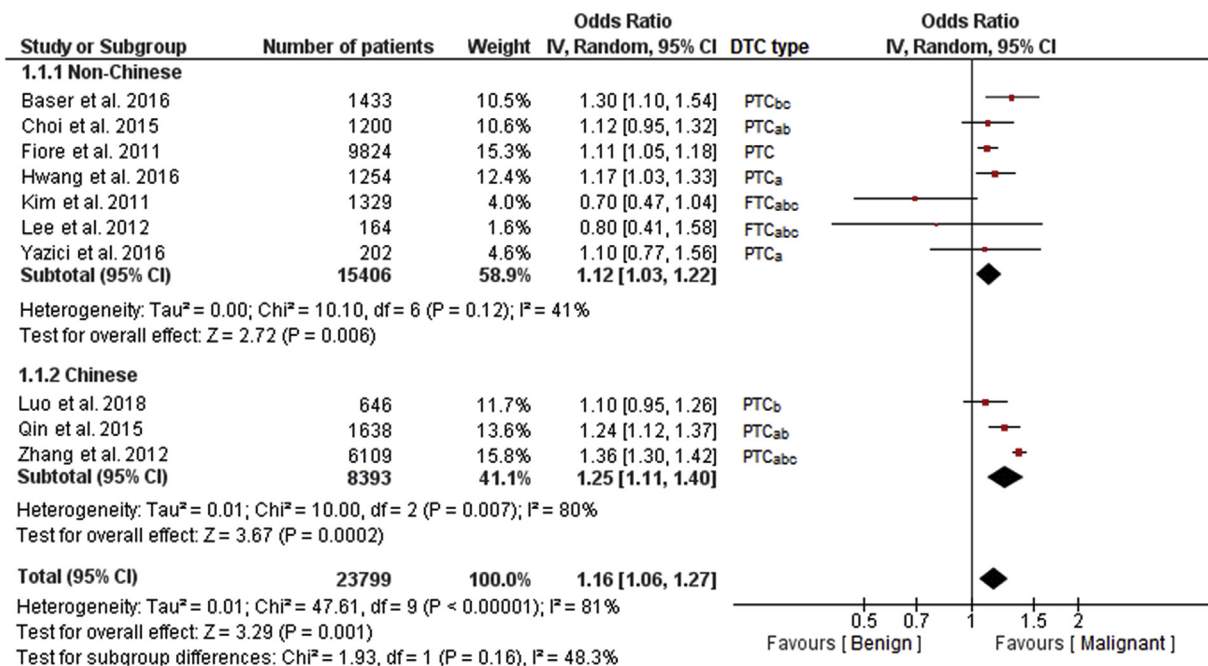 Odds Ratio Odds Ratio
Study or Subgroup Number of patients Weight IV, Random, 95% CI DTC type IV, Random, 95% CI
1.1.1 Non-Chinese
Baser et al. 2016 1433 10.5% 1.30 [1.10, 1.54] PTCbc
Choi et al. 2015 1200 10.6% 1.12 [0.95, 1.32] PTCab
Fiore et al. 2011 9824 15.3% 1.11 [1.05, 1.18] PTC
Hwang et al. 2016 1254 12.4% 1.17 [1.03, 1.33] PTCa
Kim et al. 2011 1329 4.0% 0.70 [0.47, 1.04] FTCabc
Lee et al. 2012 164 1.6% 0.80 [0.41, 1.58] FTCabc
Yazici et al. 2016 202 4.6% 1.10 [0.77, 1.56] PTCa
Subtotal (95% CI) 15406 58.9% 1.12 [1.03, 1.22]
Heterogeneity: Tau² = 0.00; Chi² = 10.10, df = 6 (P = 0.12); I² = 41%
Test for overall effect: Z = 2.72 (P = 0.006)
1.1.2 Chinese
Luo et al. 2018 646 11.7% 1.10 [0.95, 1.26] PTCb
Qin et al. 2015 1638 13.6% 1.24 [1.12, 1.37] PTCab
Zhang et al. 2012 6109 15.8% 1.36 [1.30, 1.42] PTCabc
Subtotal (95% CI) 8393 41.1% 1.25 [1.11, 1.40]
Heterogeneity: Tau² = 0.01; Chi² = 10.00, df = 2 (P = 0.007); I² = 80%
Test for overall effect: Z = 3.67 (P = 0.0002)
Total (95% CI) 23799 100.0% 1.16 [1.06, 1.27]
Heterogeneity: Tau² = 0.01; Chi² = 47.61, df = 9 (P < 0.00001); I² = 81%
Test for overall effect: Z = 3.29 (P = 0.001)
Test for subgroup differences: Chi² = 1.93, df = 1 (P = 0.16), I² = 48.3%
0.5 0.7 1 1.5 2
Favours [Benign] Favours [Malignant]